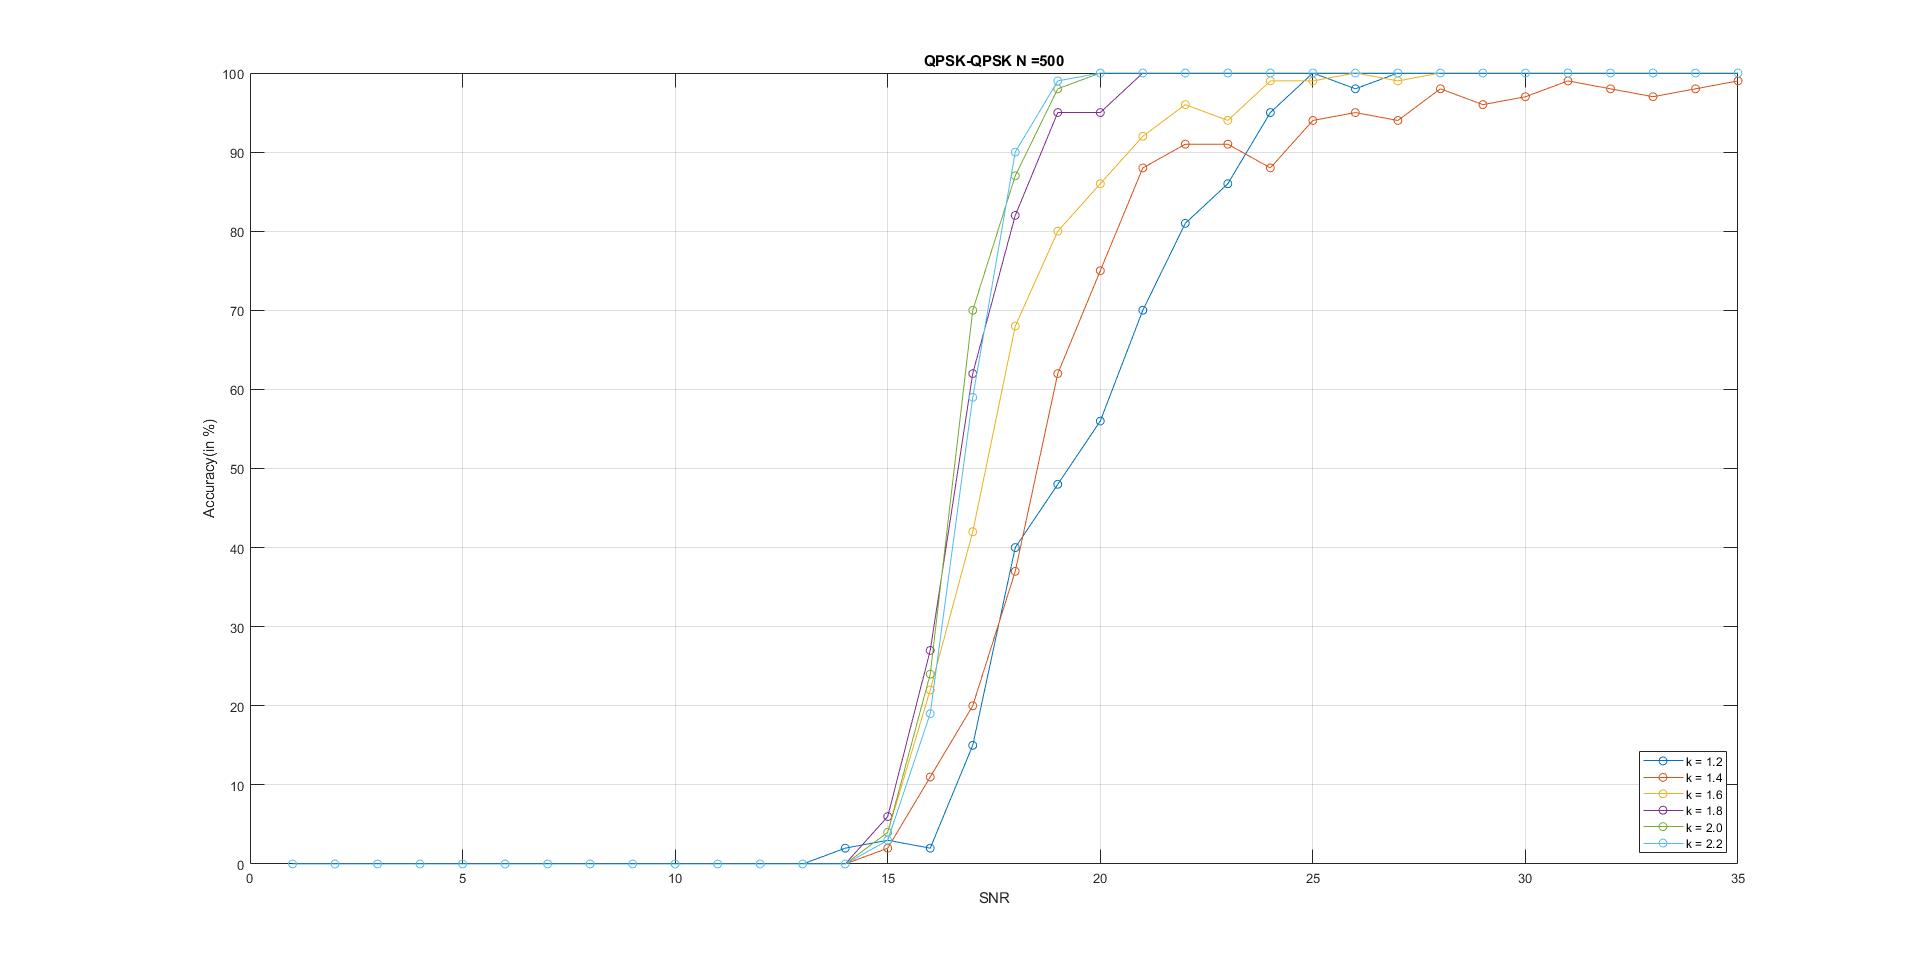 QPSK-QPSK N =500
100
90
80
70
60
50
40
30
20
10
0
Accuracy(in %)
0 5 10 15 20 25 30 35
SNR
k = 1.2
k = 1.4
k = 1.6
k = 1.8
k = 2.0
k = 2.2